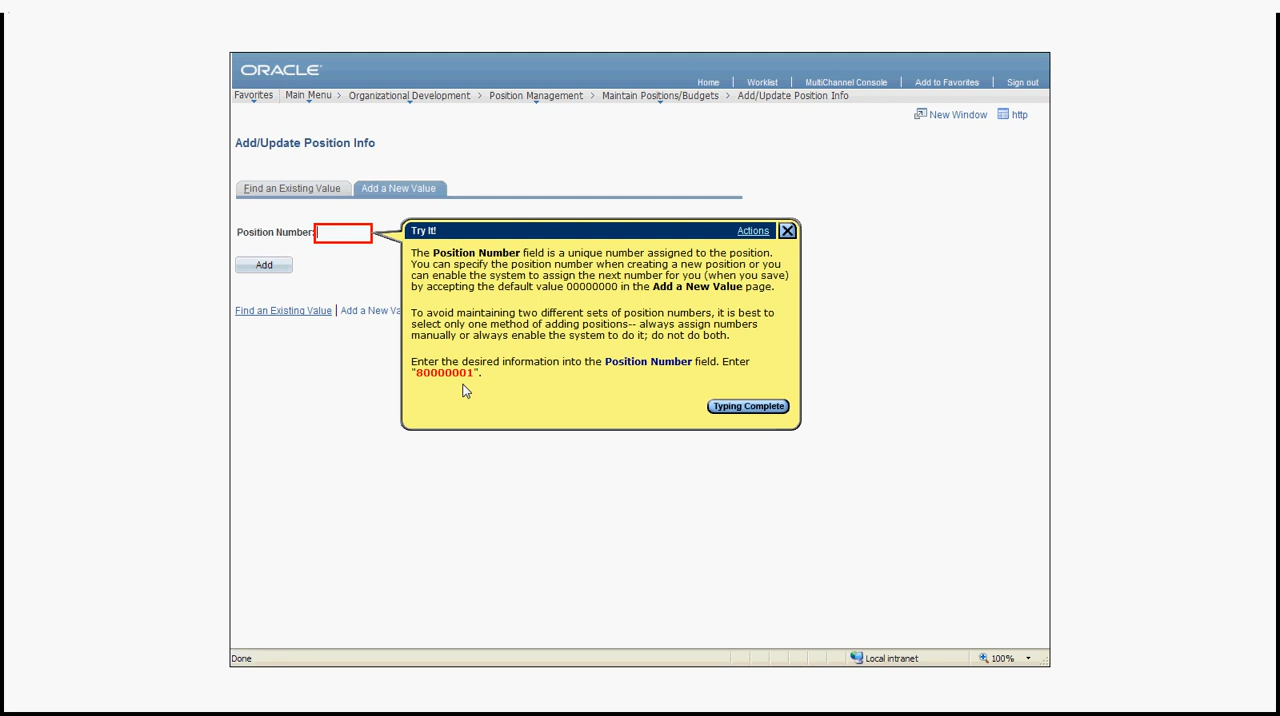 ORACLE
Home Worklist MultiChannel Console Add to Favorites Sign out
Favorites Main Menu > Organizational Development > Position Management > Maintain Positions/Budgets > Add/Update Position Info
New Window http
Add/Update Position Info
Find an Existing Value Add a New Value
Position Number:
Try It! Actions
The Position Number field is a unique number assigned to the position.
You can specify the position number when creating a new position or you
can enable the system to assign the next number for you (when you save)
by accepting the default value 00000000 in the Add a New Value page.
Add
Find an Existing Value | Add a New Va
To avoid maintaining two different sets of position numbers, it is best to
select only one method of adding positions-- always assign numbers
manually or always enable the system to do it; do not do both.
Enter the desired information into the Position Number field. Enter
"80000001".
Typing Complete
Done Local intranet 100%